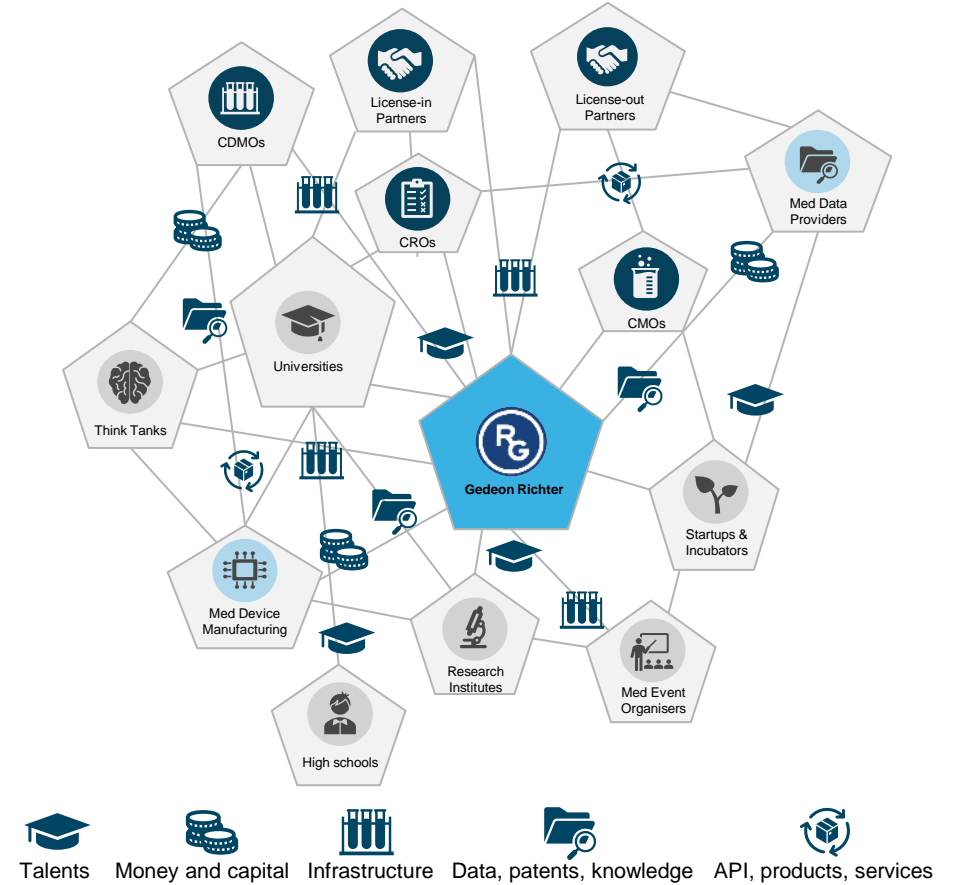 License-in
Partners
License-out
Partners
CDMOs
Med Data
Providers
CROs
CMOs
Universities
Think Tanks
RG
Gedeon Richter
Startups &
Incubators
Med Device
Manufacturing
Research
Institutes
Med Event
Organisers
High schools
Talents
Money and capital
Infrastructure
Data, patents, knowledge
API, products, services